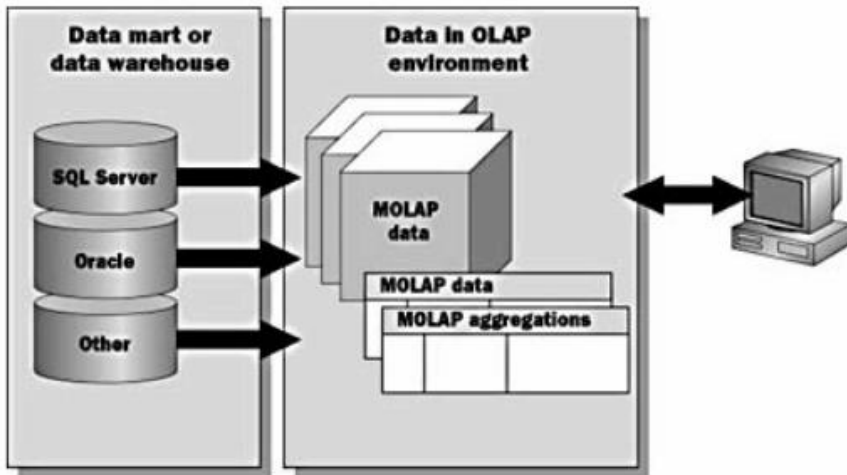 Data mart or
data warehouse
SQL Server
Oracle
Other
Data in OLAP
environment
MOLAP
data
MOLAP data
MOLAP aggregations